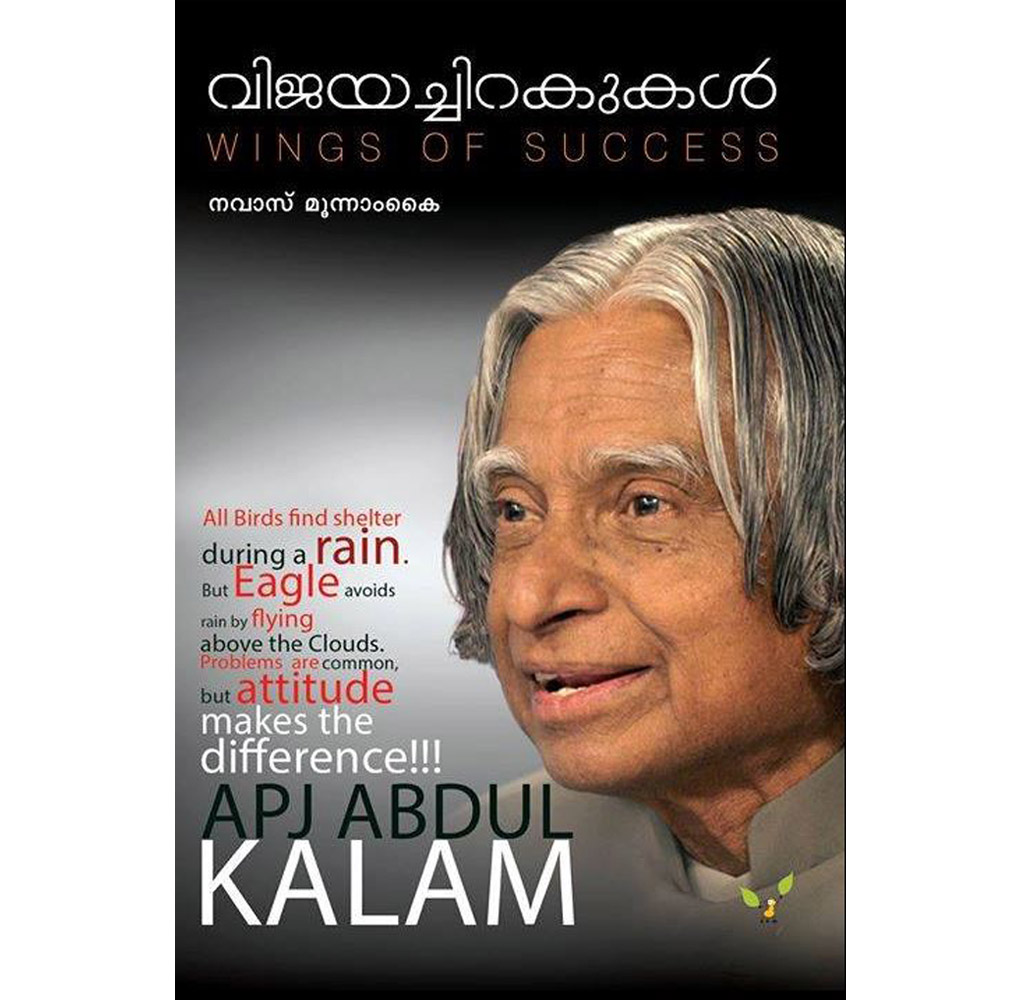 വിജയച്ചിറകുകൾ
WINGS OF SUCCESS
നവാസ് മൂന്നാംകൈ
All Birds find shelter
during a rain.
But Eagle avoids
rain by flying
above the Clouds.
Problems are common,
but attitude
makes the
difference!!!
APJ ABDUL
KALAM